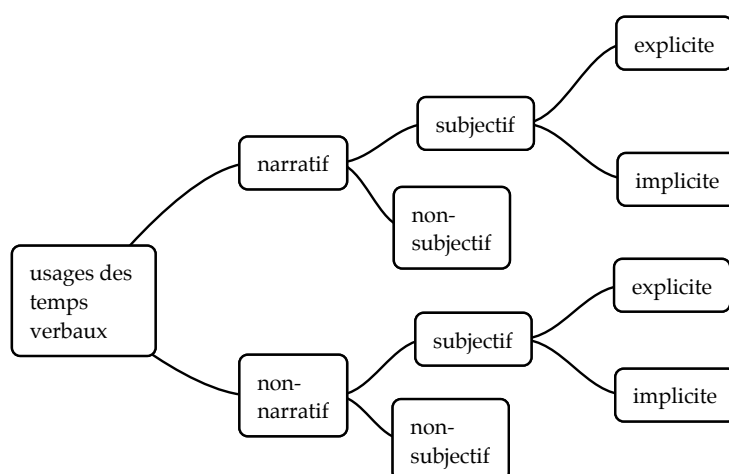 explicite
subjectif
narratif
implicite
non-
subjectif
usages des
temps
verbaux
explicite
subjectif
non-
narratif
implicite
non-
subjectif